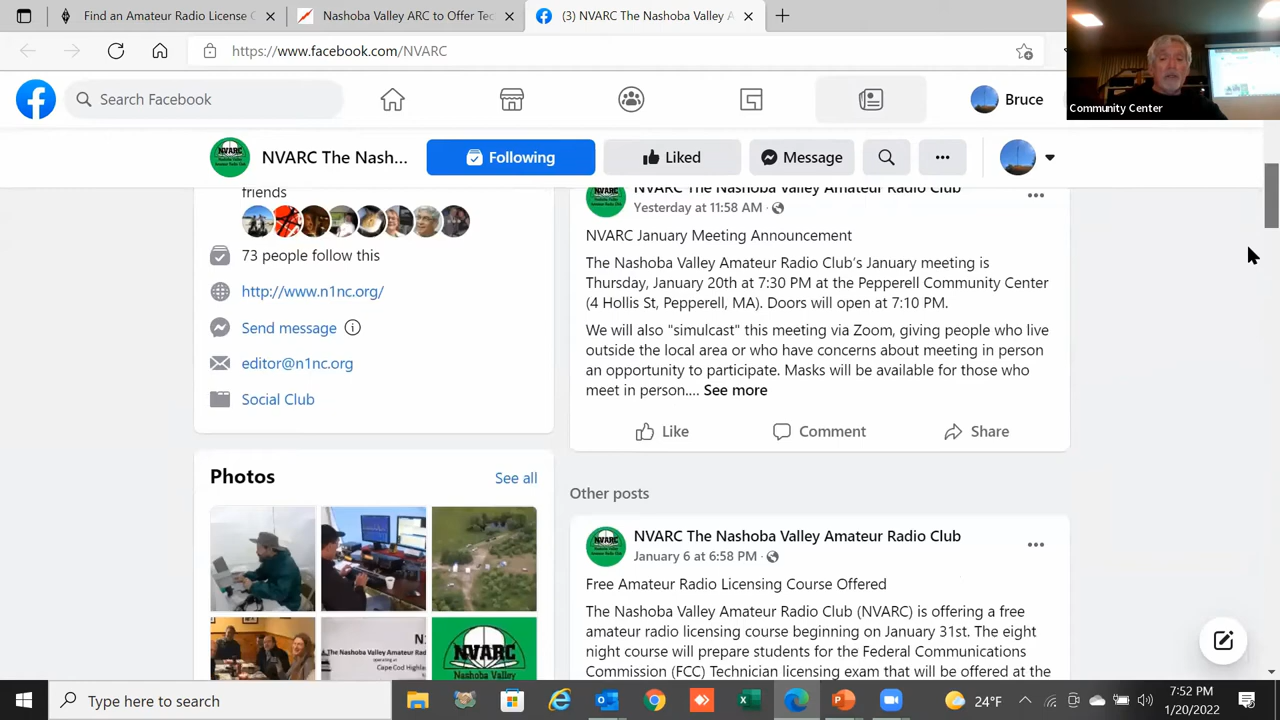 Find an Amateur Radio License C
Nashoba Valley ARC to Offer Tec
(3) NVARC The Nashoba Valley A
https://www.facebook.com/NVARC
Community Center
Search Facebook
Bruce
NVARC The Nash...
Following
Liked
Message
friends
73 people follow this
http://www.n1nc.org/
Send message
editor@n1nc.org
Social Club
Photos
See all
NVARC The Nashoba Valley Amateur Radio Club
Yesterday at 11:58 AM ·
NVARC January Meeting Announcement
The Nashoba Valley Amateur Radio Club's January meeting is
Thursday, January 20th at 7:30 PM at the Pepperell Community Center
(4 Hollis St, Pepperell, MA). Doors will open at 7:10 PM.
We will also "simulcast" this meeting via Zoom, giving people who live
outside the local area or who have concerns about meeting in person
an opportunity to participate. Masks will be available for those who
meet in person.... See more
Like
Comment
Share
Other posts
NVARC The Nashoba Valley Amateur Radio Club
January 6 at 6:58 PM ·
Free Amateur Radio Licensing Course Offered
The Nashoba Valley Amateur Radio Club (NVARC) is offering a free
amateur radio licensing course beginning on January 31st. The eight
night course will prepare students for the Federal Communications
Commission (FCC) Technician licensing exam that will be offered at the
The Nashoba Valley Amateur Radi
operating at
Cape Cod Highlan
NVARC
Type here to search
24°F
7:52 PM
1/20/2022